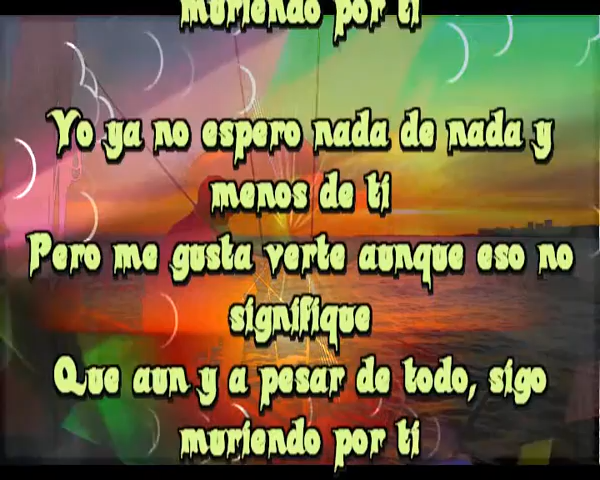 muriendo por ti
Yo ya no espero nada de nada y
menos de ti
Pero me gusta verte aunque eso no
signifique
Que aun y a pesar de todo, sigo
muriendo por ti